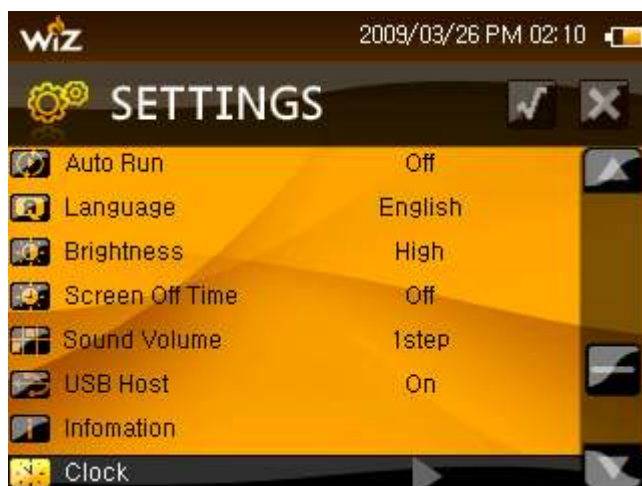 WiZ 2009/03/26 PM 02:10
SETTINGS
Auto Run Off
Language English
Brightness High
Screen Off Time Off
Sound Volume 1step
USB Host On
Infomation
Clock